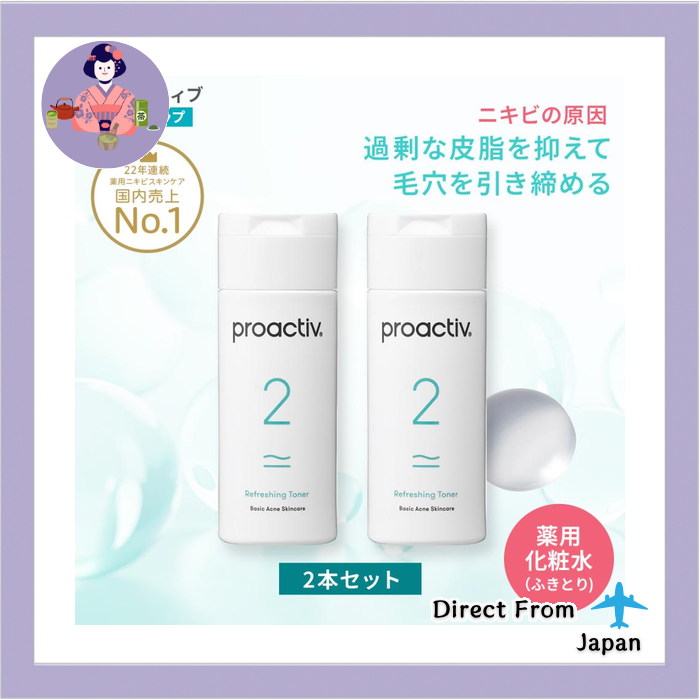 ィブ
プ
22年連続
薬用ニキビスキンケア
国内売上
No.1
ニキビの原因
過剰な皮脂を抑えて
毛穴を引き締める
茶
proactiv®
2
Refreshing Toner
Basic Acne Skincare
proactiv®
2
Refreshing Toner
Basic Acne Skincare
2本セット
薬用
化粧水
(ふきとり)
Direct From
Japan